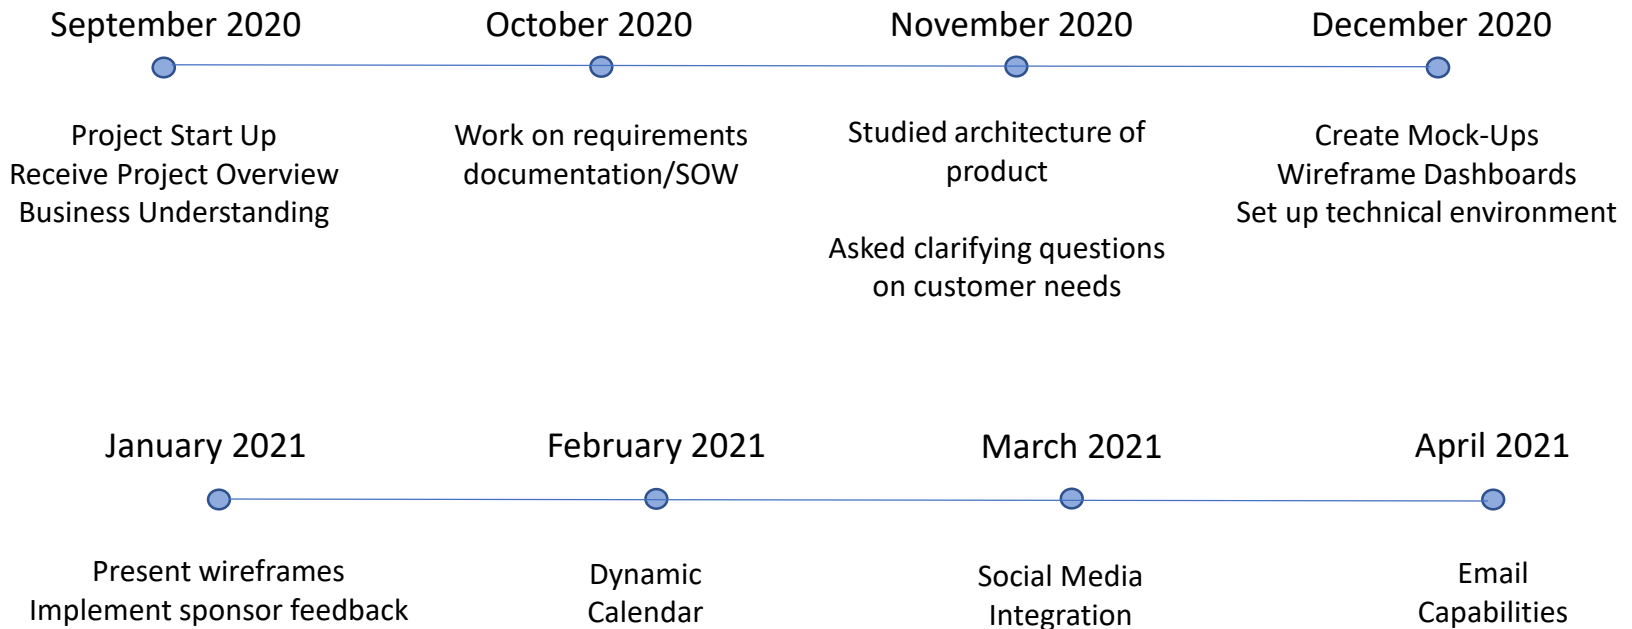 September 2020
October 2020
November 2020
December 2020
Project Start Up
Receive Project Overview
Business Understanding
Work on requirements
documentation/SOW
Studied architecture of
product
Asked clarifying questions
on customer needs
Create Mock-Ups
Wireframe Dashboards
Set up technical environment
January 2021
February 2021
March 2021
April 2021
Present wireframes
Implement sponsor feedback
Dynamic
Calendar
Social Media
Integration
Email
Capabilities